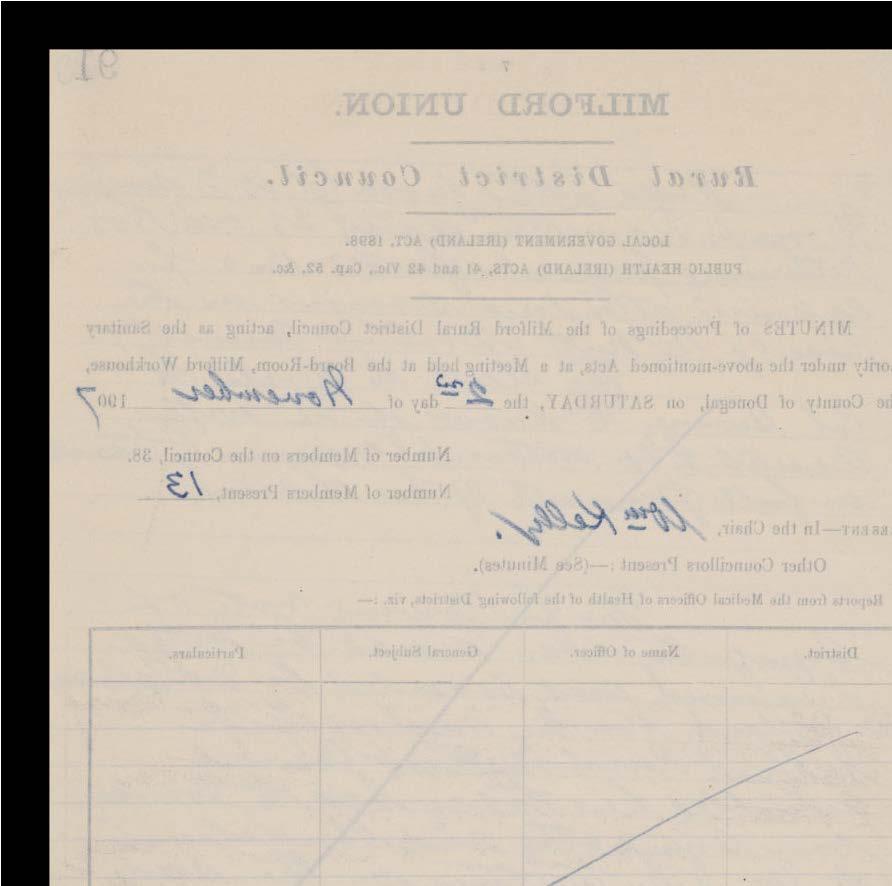 91
7
MILFORD UNION.
Rural District Council.
LOCAL GOVERNMENT (IRELAND) ACT, 1898.
PUBLIC HEALTH (IRELAND) ACTS, 41 and 42 Vic., Cap. 52, &c.
MINUTES of Proceedings of the Milford Rural District Council, acting as the Sanitary
ority under the above-mentioned Acts, at a Meeting held at the Board-Room, Milford Workhouse,
he County of Donegal, on SATURDAY, the 2nd day of November 1907
Number of Members on the Council, 38.
Number of Members Present, 13
RESENT—In the Chair, Wm Kelly.
Other Councillors Present :—(See Minutes).
Reports from the Medical Officers of Health of the following Districts, viz. :—
District. Name of Officer. General Subject. Particulars.